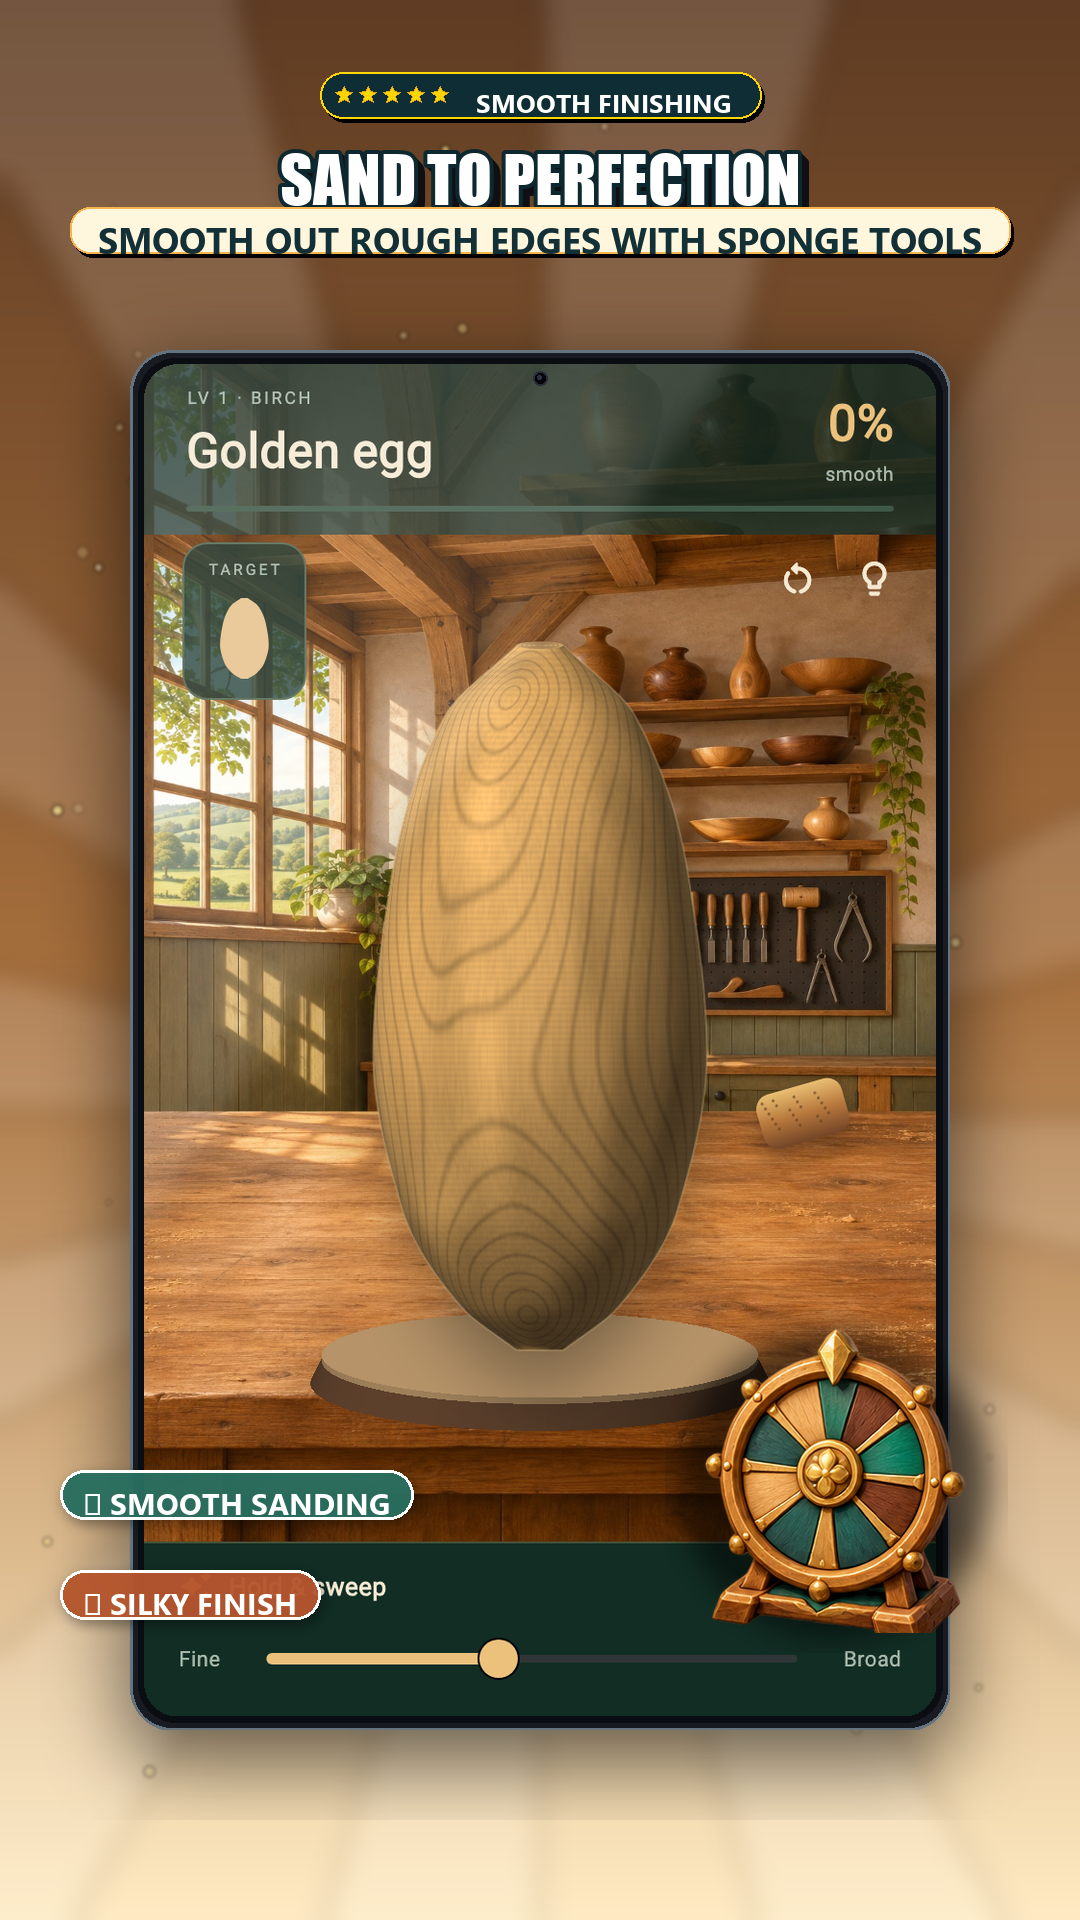 ★★★★★ SMOOTH FINISHING
SAND TO PERFECTION
SMOOTH OUT ROUGH EDGES WITH SPONGE TOOLS
LV 1 · BIRCH
Golden egg
0%
smooth
TARGET
SMOOTH SANDING
sweep
SILKY FINISH
Fine
Broad